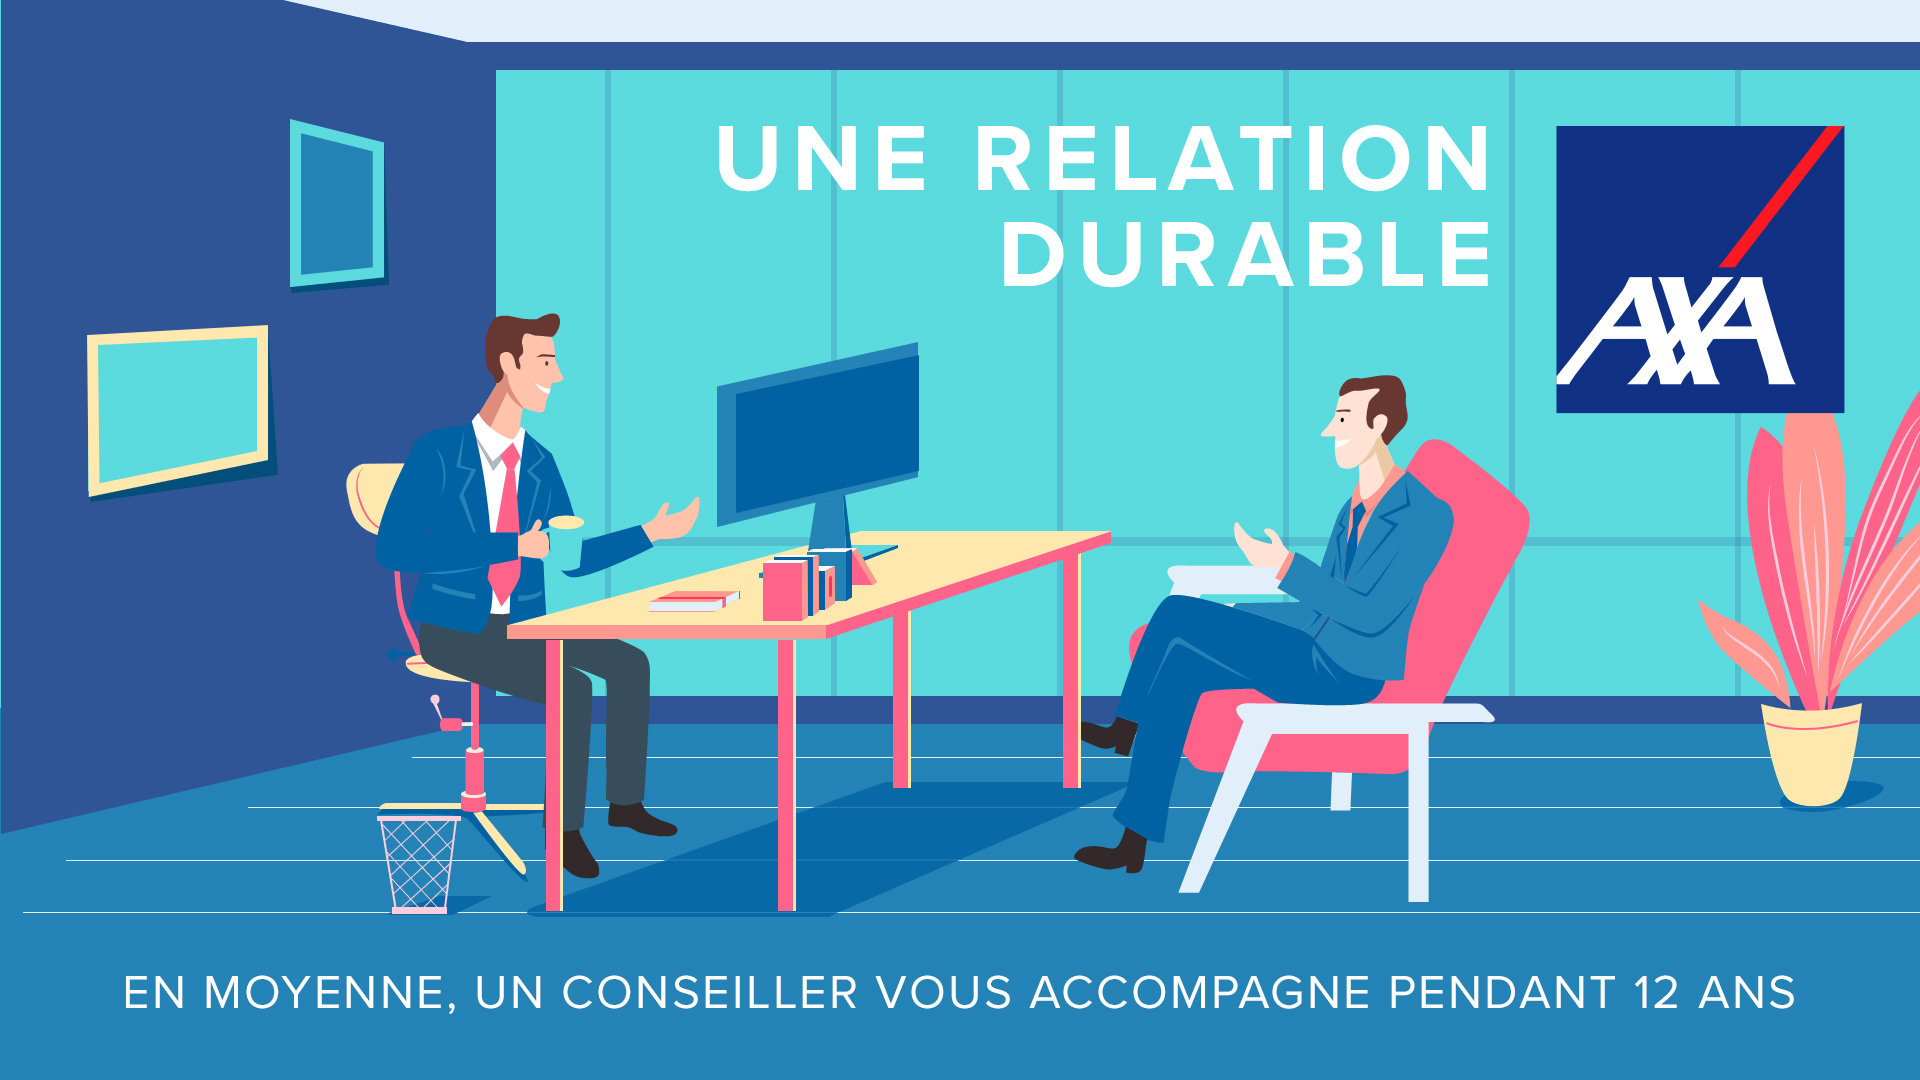 UNE RELATION
DURABLE
AXA
EN MOYENNE, UN CONSEILLER VOUS ACCOMPAGNE PENDANT 12 ANS